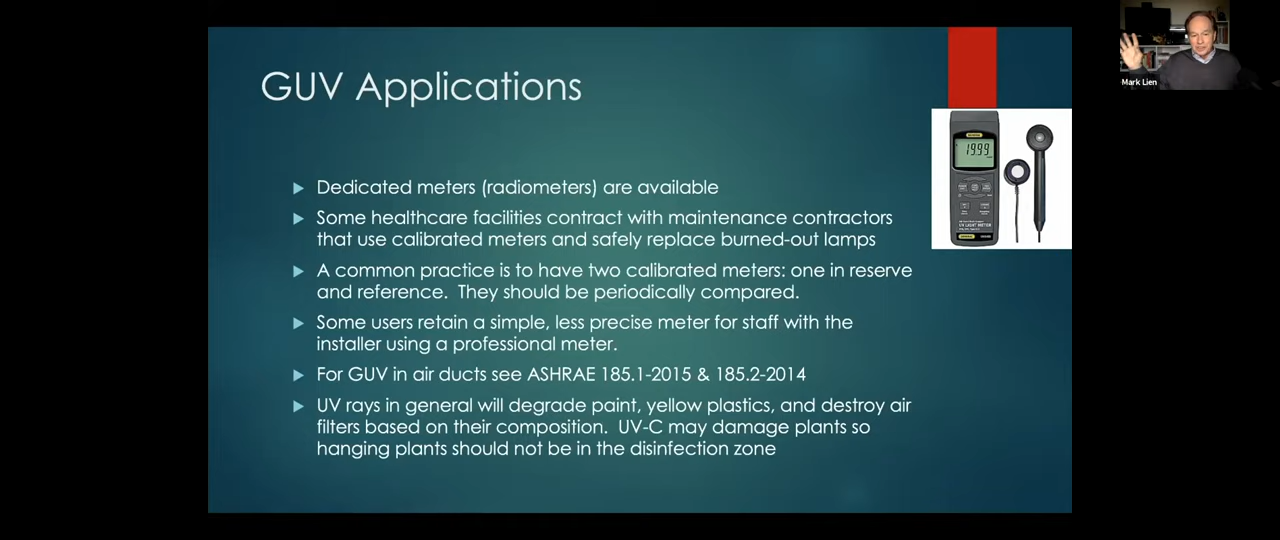 GUV Applications
Dedicated meters (radiometers) are available
Some healthcare facilities contract with maintenance contractors
that use calibrated meters and safely replace burned-out lamps
A common practice is to have two calibrated meters: one in reserve
and reference. They should be periodically compared.
Some users retain a simple, less precise meter for staff with the
installer using a professional meter.
For GUV in air ducts see ASHRAE 185.1-2015 & 185.2-2014
UV rays in general will degrade paint, yellow plastics, and destroy air
filters based on their composition. UV-C may damage plants so
hanging plants should not be in the disinfection zone
1999
UV LIGHT METER
Mark Lien